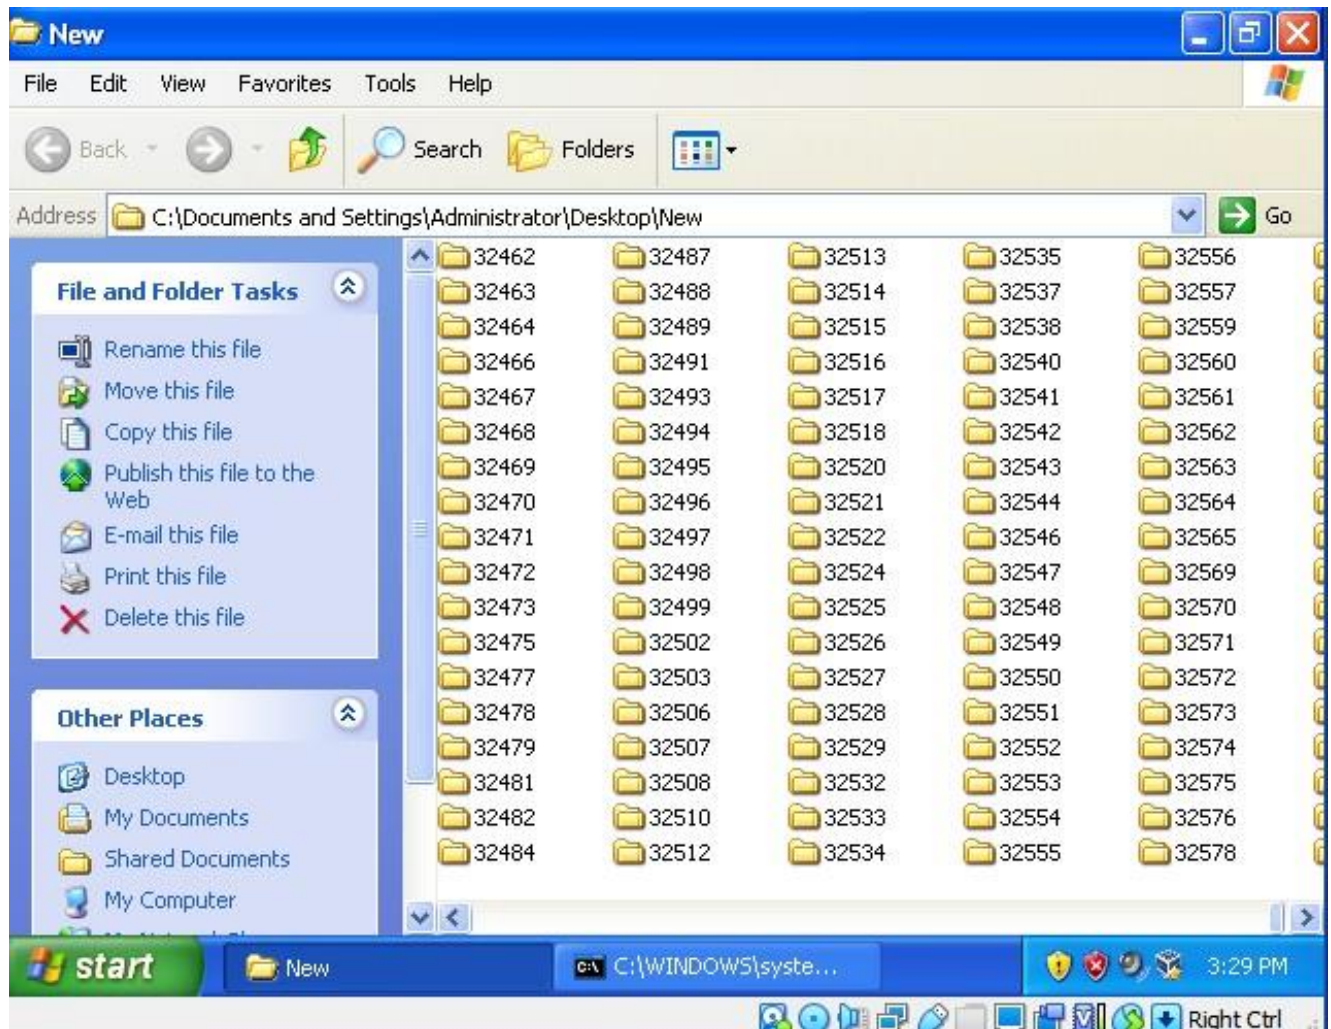 New
File Edit View Favorites Tools Help
Back Search Folders
Address C:\Documents and Settings\Administrator\Desktop\New Go
File and Folder Tasks
Rename this file
Move this file
Copy this file
Publish this file to the
Web
E-mail this file
Print this file
Delete this file
Other Places
Desktop
My Documents
Shared Documents
My Computer
32462 32487 32513 32535 32556
32463 32488 32514 32537 32557
32464 32489 32515 32538 32559
32466 32491 32516 32540 32560
32467 32493 32517 32541 32561
32468 32494 32518 32542 32562
32469 32495 32520 32543 32563
32470 32496 32521 32544 32564
32471 32497 32522 32546 32565
32472 32498 32524 32547 32569
32473 32499 32525 32548 32570
32475 32502 32526 32549 32571
32477 32503 32527 32550 32572
32478 32506 32528 32551 32573
32479 32507 32529 32552 32574
32481 32508 32532 32553 32575
32482 32510 32533 32554 32576
32484 32512 32534 32555 32578
start New C:\WINDOWS\syste... 3:29 PM
Right Ctrl